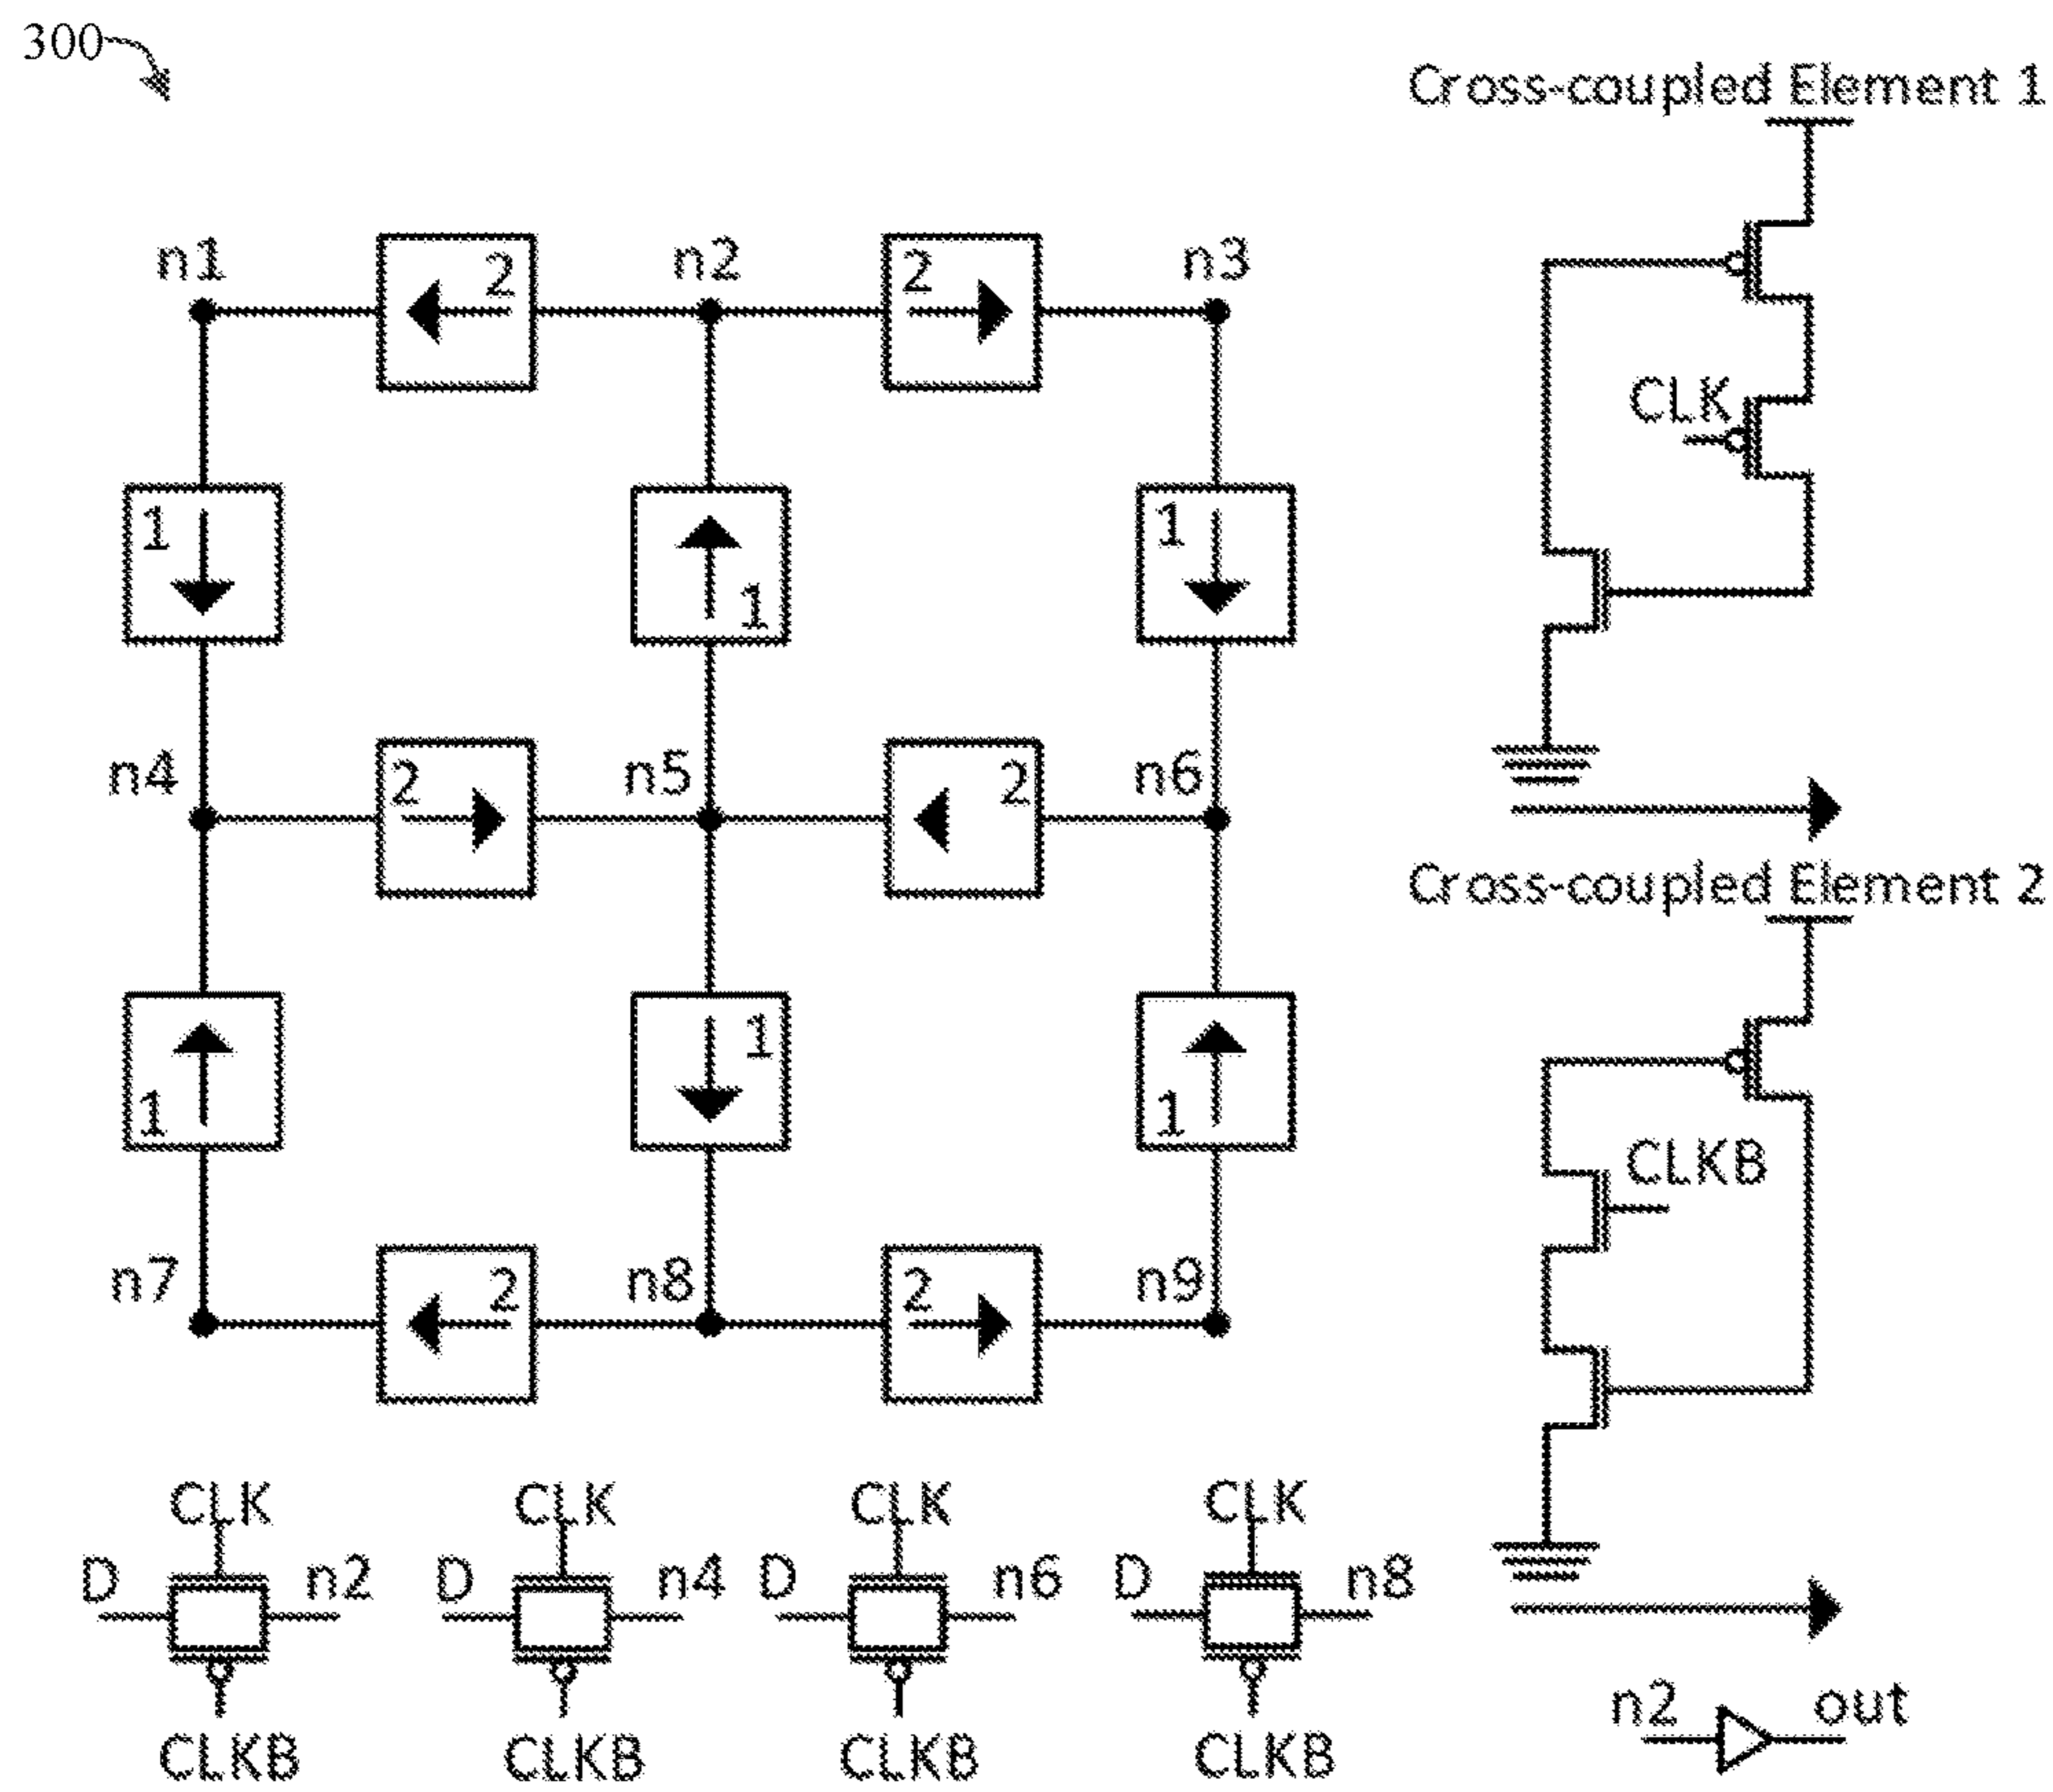 300
Cross-coupled Element 1
n1
2
n2
2
n3
CLK
1
1
1
n4
2
n5
2
n6
Cross-coupled Element 2
1
1
1
CLKB
n7
2
n8
2
n9
CLK
CLK
CLK
CLK
D
n2
D
n4
D
n6
D
n8
CLKB
CLKB
CLKB
CLKB
n2
out